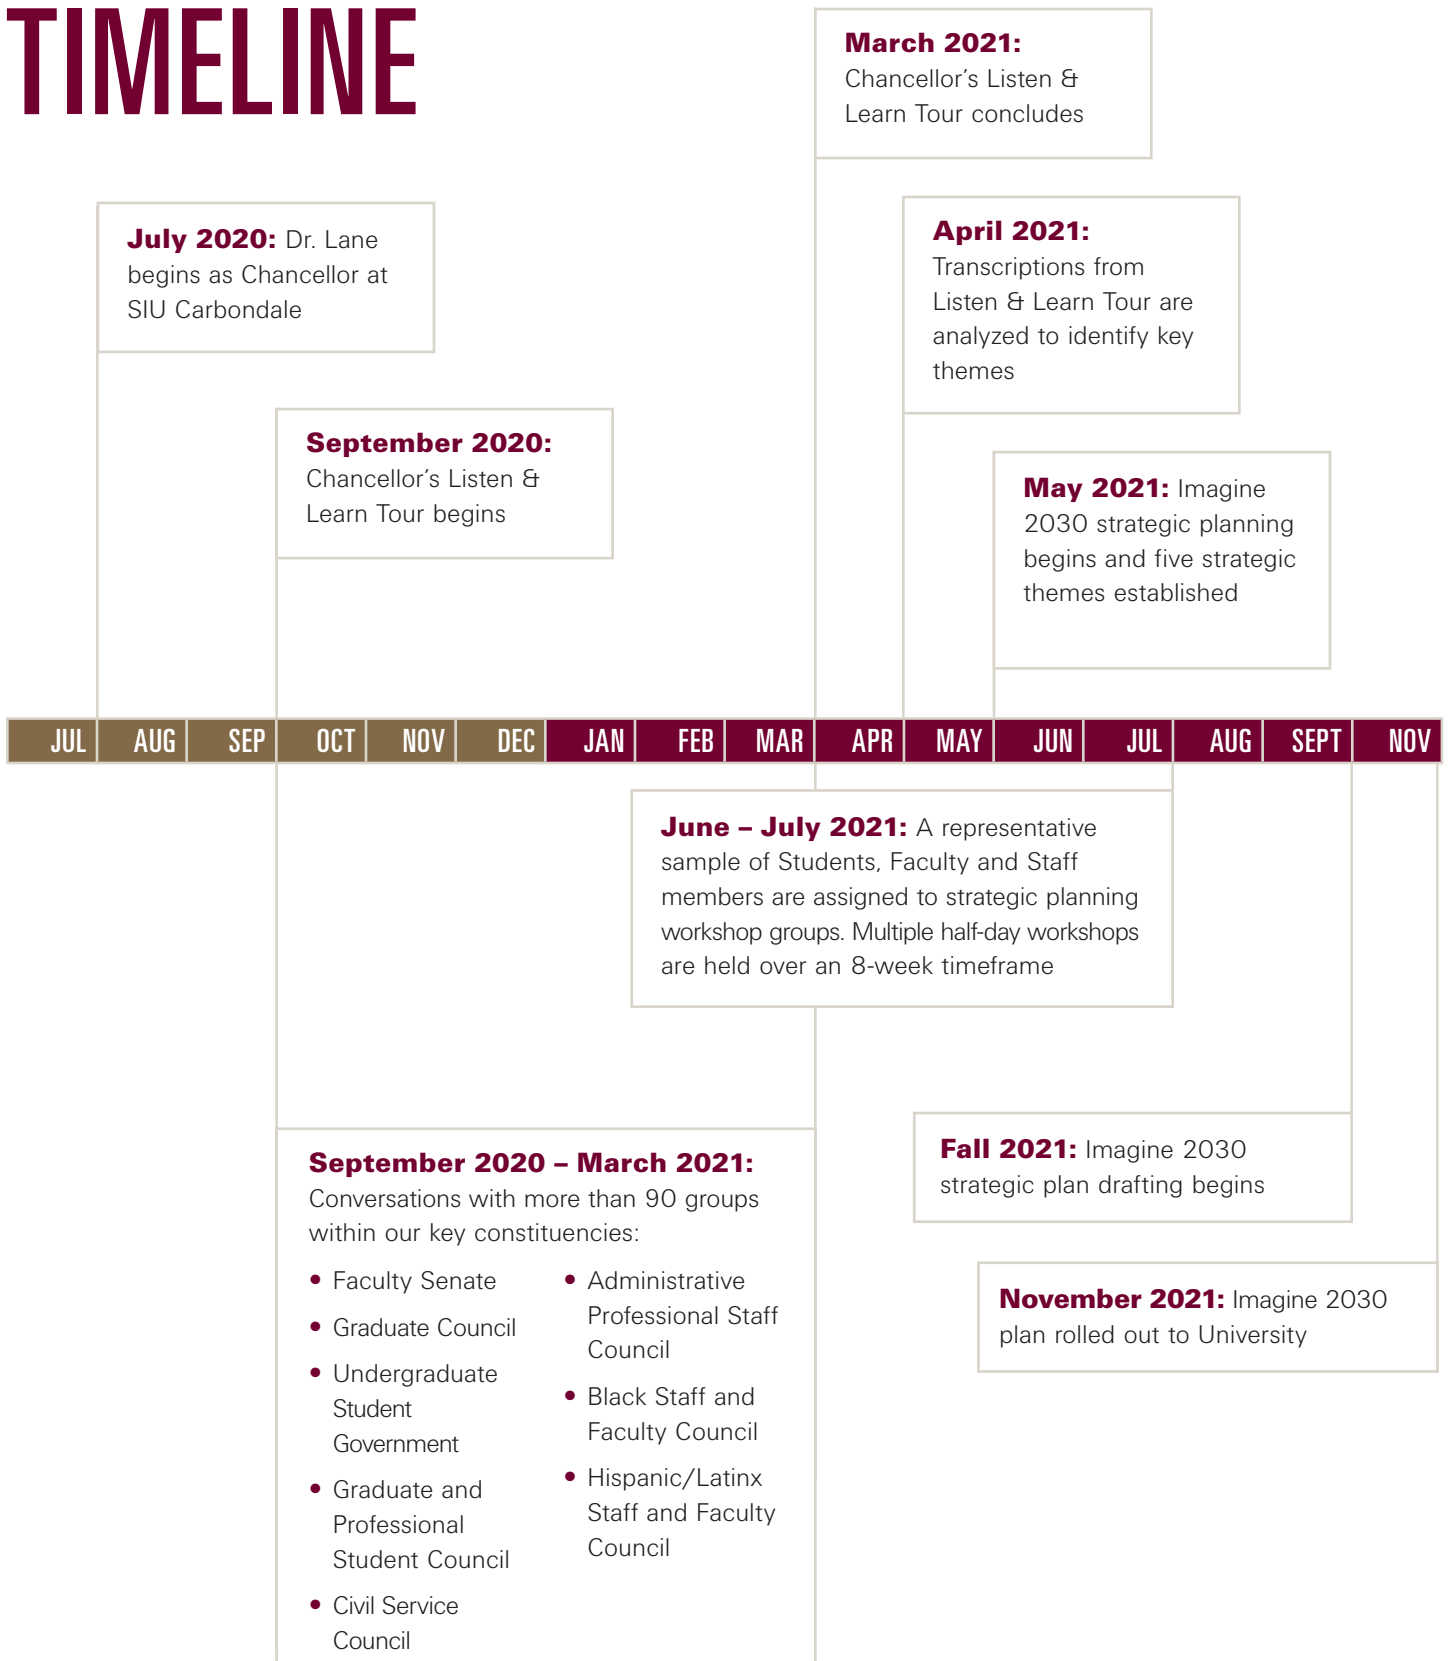 TIMELINE
March 2021:
Chancellor’s Listen &
Learn Tour concludes
July 2020: Dr. Lane
begins as Chancellor at
SIU Carbondale
April 2021:
Transcriptions from
Listen & Learn Tour are
analyzed to identify key
themes
September 2020:
Chancellor’s Listen &
Learn Tour begins
May 2021: Imagine
2030 strategic planning
begins and five strategic
themes established
JUL AUG SEP OCT NOV DEC JAN FEB MAR APR MAY JUN JUL AUG SEPT NOV
June – July 2021: A representative
sample of Students, Faculty and Staff
members are assigned to strategic planning
workshop groups. Multiple half-day workshops
are held over an 8-week timeframe
September 2020 – March 2021:
Conversations with more than 90 groups
within our key constituencies:
• Faculty Senate
• Graduate Council
• Undergraduate
Student
Government
• Graduate and
Professional
Student Council
• Civil Service
Council
• Administrative
Professional Staff
Council
• Black Staff and
Faculty Council
• Hispanic/Latinx
Staff and Faculty
Council
Fall 2021: Imagine 2030
strategic plan drafting begins
November 2021: Imagine 2030
plan rolled out to University